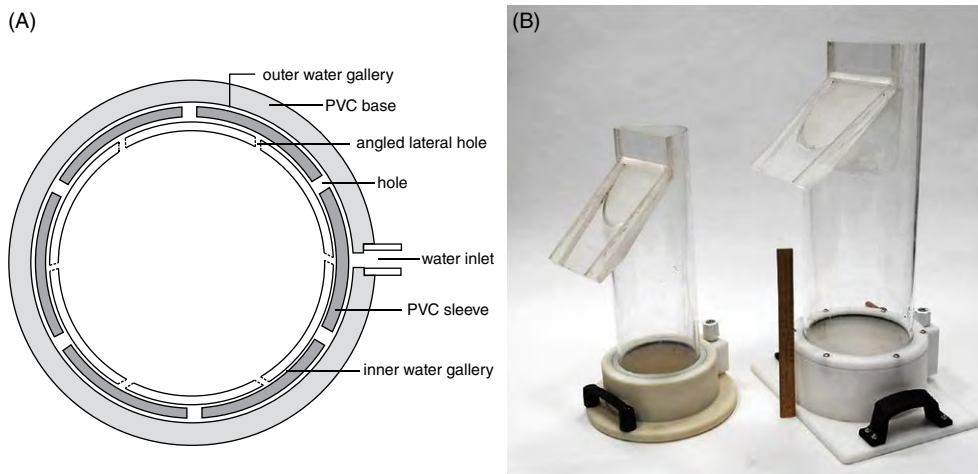 (A)
outer water gallery
PVC base
angled lateral hole
hole
water inlet
PVC sleeve
inner water gallery
(B)